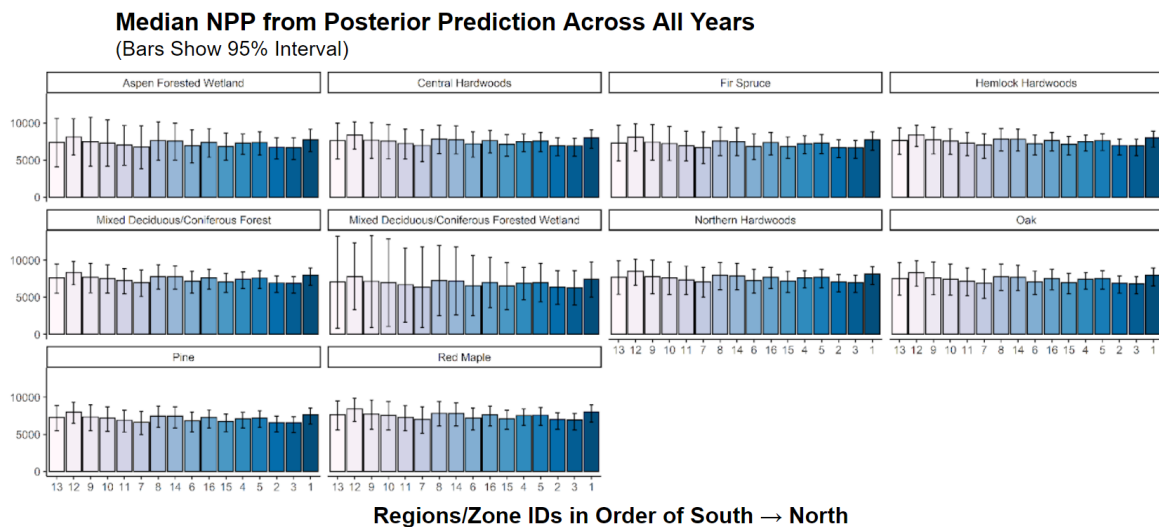 Median NPP from Posterior Prediction Across All Years
(Bars Show 95% Interval)
Aspen Forested Wetland Central Hardwoods Fir Spruce Hemlock Hardwoods
10000
5000
0
Mixed Deciduous/Coniferous Forest Mixed Deciduous/Coniferous Forested Wetland Northern Hardwoods Oak
10000
5000
0
13 12 9 10 11 7 8 14 6 16 15 4 5 2 3 1 13 12 9 10 11 7 8 14 6 16 15 4 5 2 3 1
Pine Red Maple
10000
5000
0
13 12 9 10 11 7 8 14 6 16 15 4 5 2 3 1 13 12 9 10 11 7 8 14 6 16 15 4 5 2 3 1
Regions/Zone IDs in Order of South → North